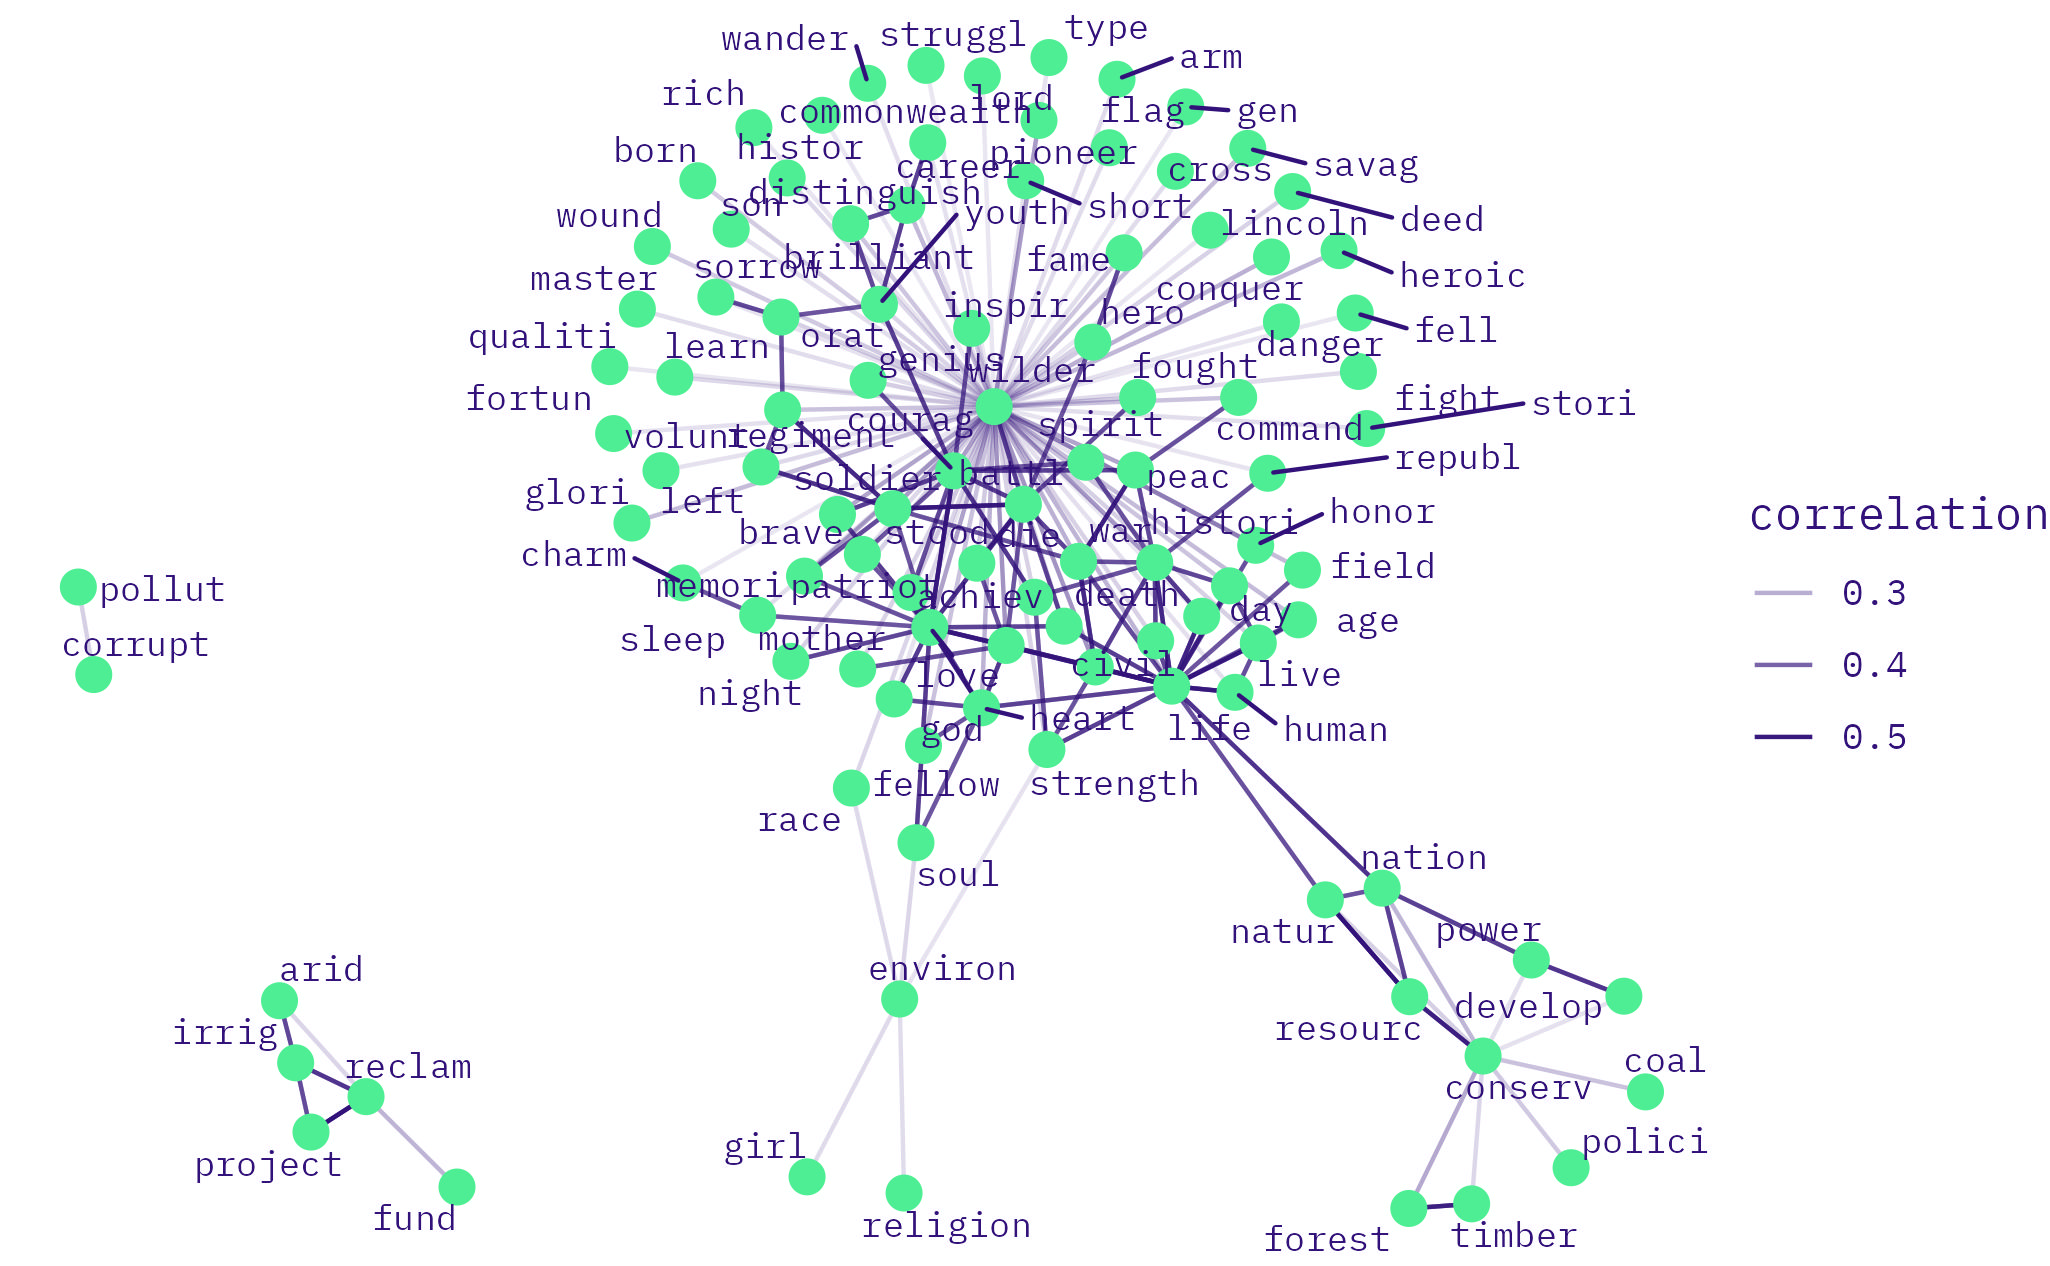 wander
struggl
type
arm
rich
commonwealth
lord
flag
gen
born
histor
career
pioneer
cross
savag
wound
son
distinguish
youth
short
lincoln
deed
master
sorrow
brilliant
fame
conquer
heroic
qualiti
learn
orat
inspir
hero
danger
fell
fortun
genius
wilder
fought
fight
stori
volunt
regiment
courag
spirit
command
republ
glori
left
soldier
battl
peac
honor
charm
brave
stood
die
war
histori
field
memori
patriot
achiev
death
day
age
sleep
mother
love
civil
live
night
god
heart
life
human
race
fellow
strength
soul
pollut
corrupt
correlation
0.3
0.4
0.5
arid
irrig
reclam
project
fund
environ
girl
religion
nation
natur
power
resourc
develop
coal
conserv
polici
forest
timber